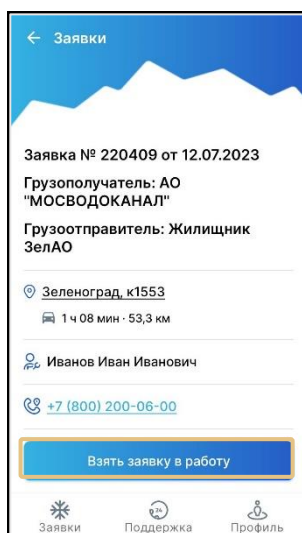 ← Заявки
Заявка № 220409 от 12.07.2023
Грузополучатель: АО
"МОСВОДОКАНАЛ"
Грузоотправитель: Жилищник
ЗелАО
Зеленоград, к1553
1 ч 08 мин · 53,3 км
Иванов Иван Иванович
+7 (800) 200-06-00
Взять заявку в работу
24
Заявки Поддержка Профиль